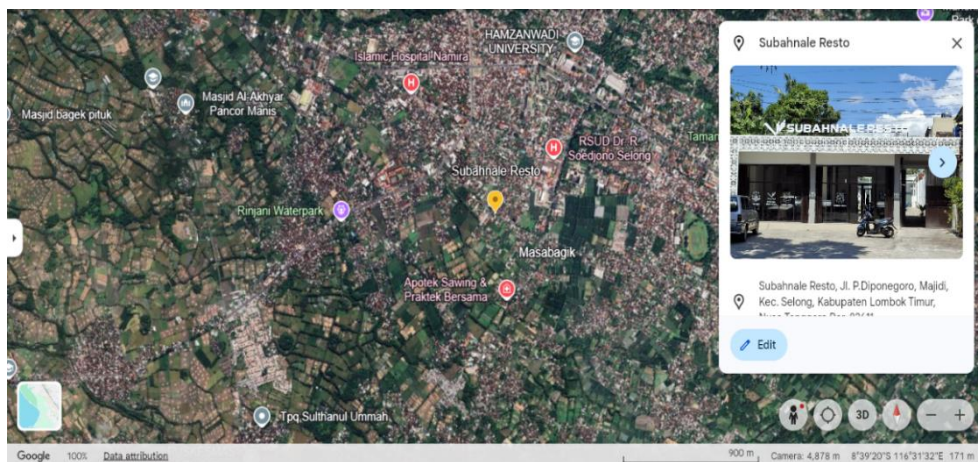 HAMZANWADI
UNIVERSITY
Islamic Hospital Namira
Masjid Al-Akhyar
Pancor Manis
Masjid bagek pituk
RSUD Dr. R.
Soedjono Selong
Taman
Subahnale Resto
Rinjani Waterpark
Masabagik
Apotek Sawing &
Praktek Bersama
Tpq Sulthanul Ummah
Subahnale Resto
SUBAHNALE RESTO
Subahnale Resto, Jl. P.Diponegoro, Majidi,
Kec. Selong, Kabupaten Lombok Timur,
Edit
3D
Google 100% Data attribution 900 m Camera: 4,878 m 8°39'20"S 116°31'32"E 171 m